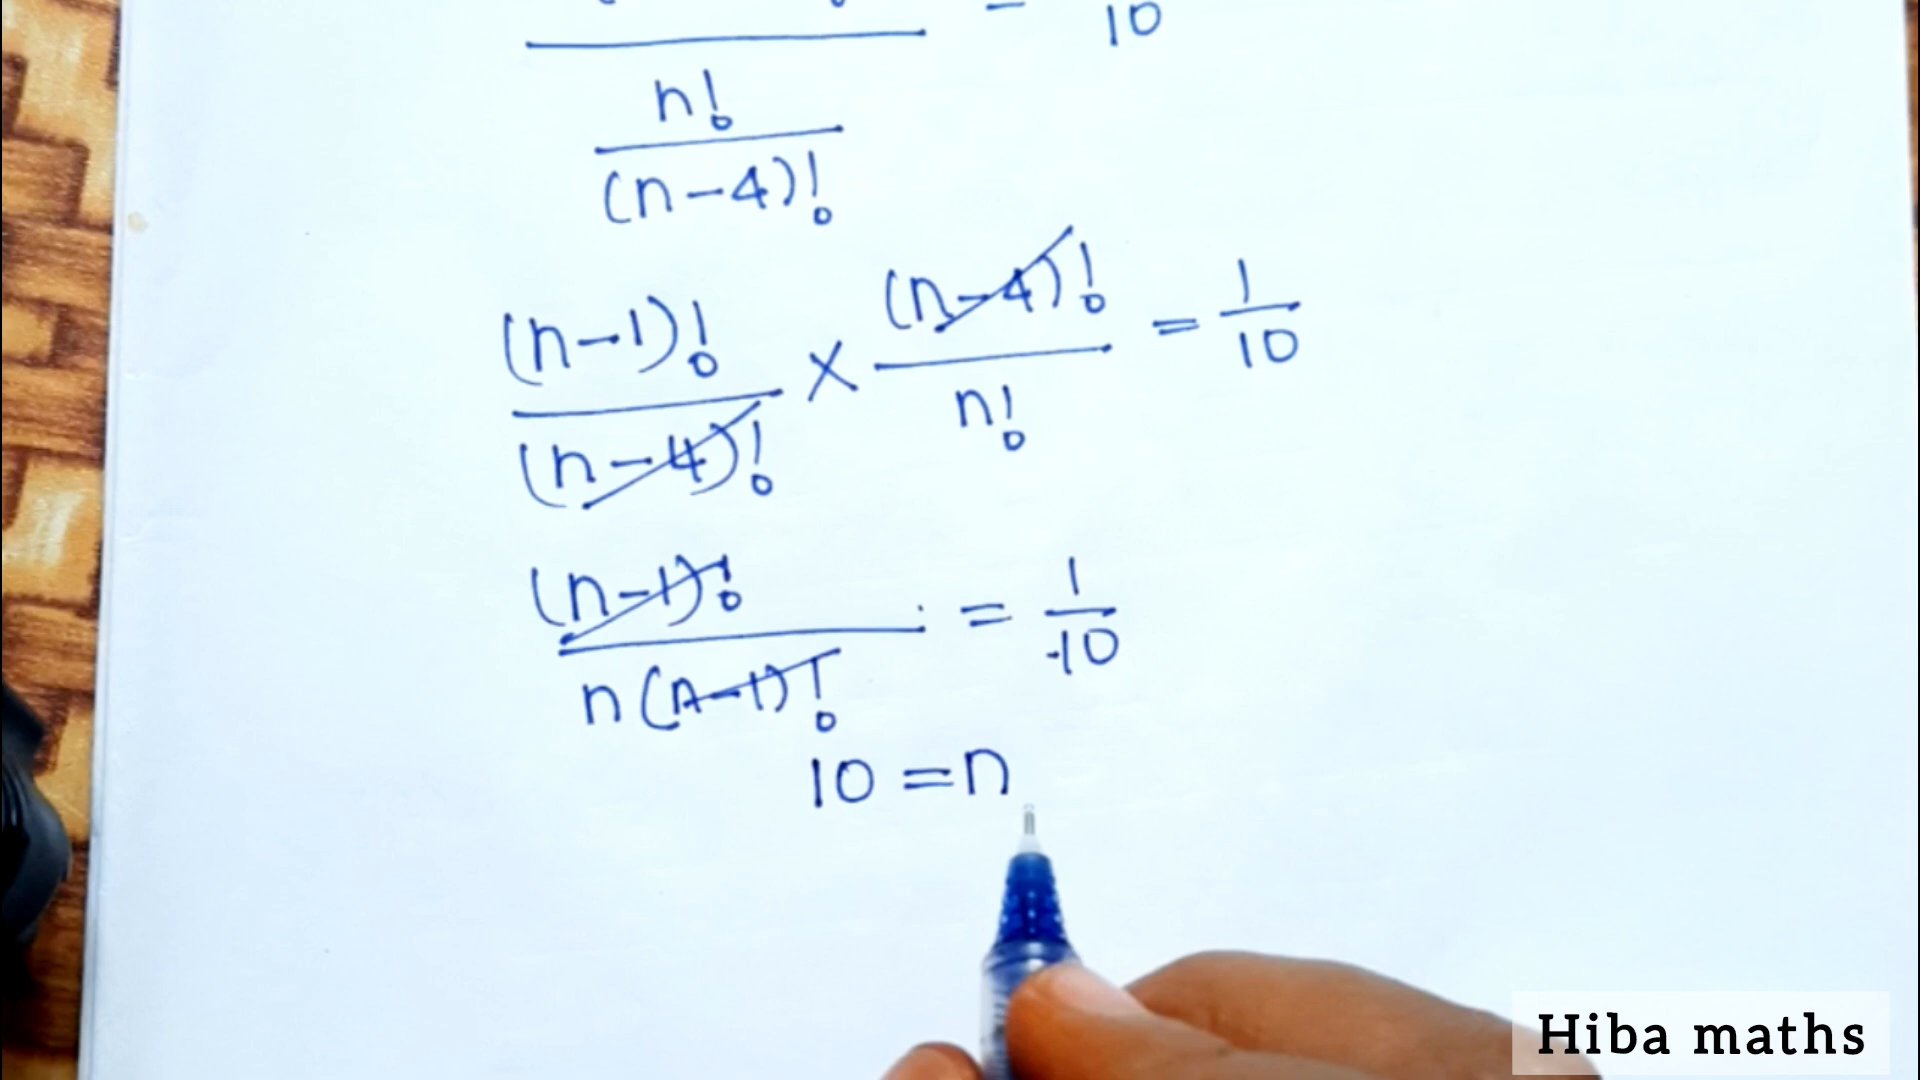 = 10
n!
(n-4)!
(n-1)! × (n-4)! = 1
(n-4)! n! 10
(n-1)! = 1
n(n-1)! 10
10 = n
Hiba maths